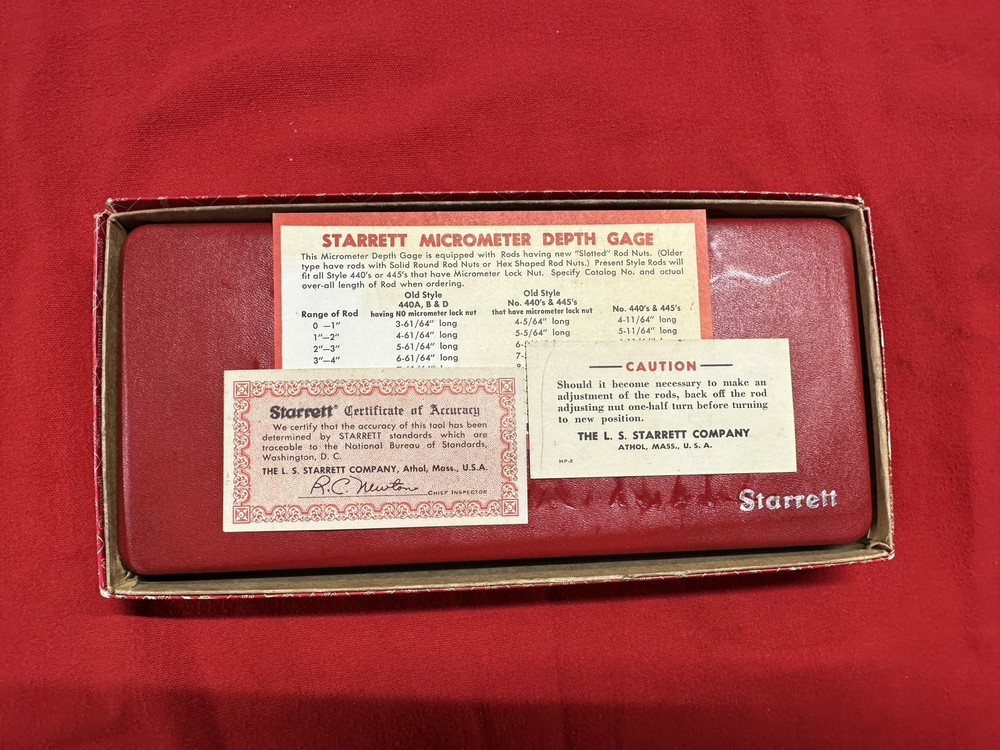 STARRETT MICROMETER DEPTH GAGE
This Micrometer Depth Gage is equipped with Rods having new "Slotted" Rod Nuts. (Older
type have rods with Solid Round Rod Nuts or Hex Shaped Rod Nuts.) Present Style Rods will
fit all Style 440's or 445's that have Micrometer Lock Nut. Specify Catalog No. and actual
over-all length of Rod when ordering.
Old Style Old Style
440A, B & D No. 440's & 445's No. 440's & 445's
Range of Rod having NO micrometer lock nut that have micrometer lock nut
0 —1" 3-61/64" long 4-5/64" long 4-11/64" long
1"—2" 4-61/64" long 5-5/64" long 5-11/64" long
2"—3" 5-61/64" long
3"—4" 6-61/64" long
CAUTION
Should it become necessary to make an
adjustment of the rods, back off the rod
adjusting nut one-half turn before turning
to new position.
THE L. S. STARRETT COMPANY
ATHOL, MASS., U. S. A.
Starrett® Certificate of Accuracy
We certify that the accuracy of this tool has been
determined by STARRETT standards which are
traceable to the National Bureau of Standards,
Washington, D. C.
THE L. S. STARRETT COMPANY, Athol, Mass., U.S.A.
R.C. Newton CHIEF INSPECTOR
Starrett